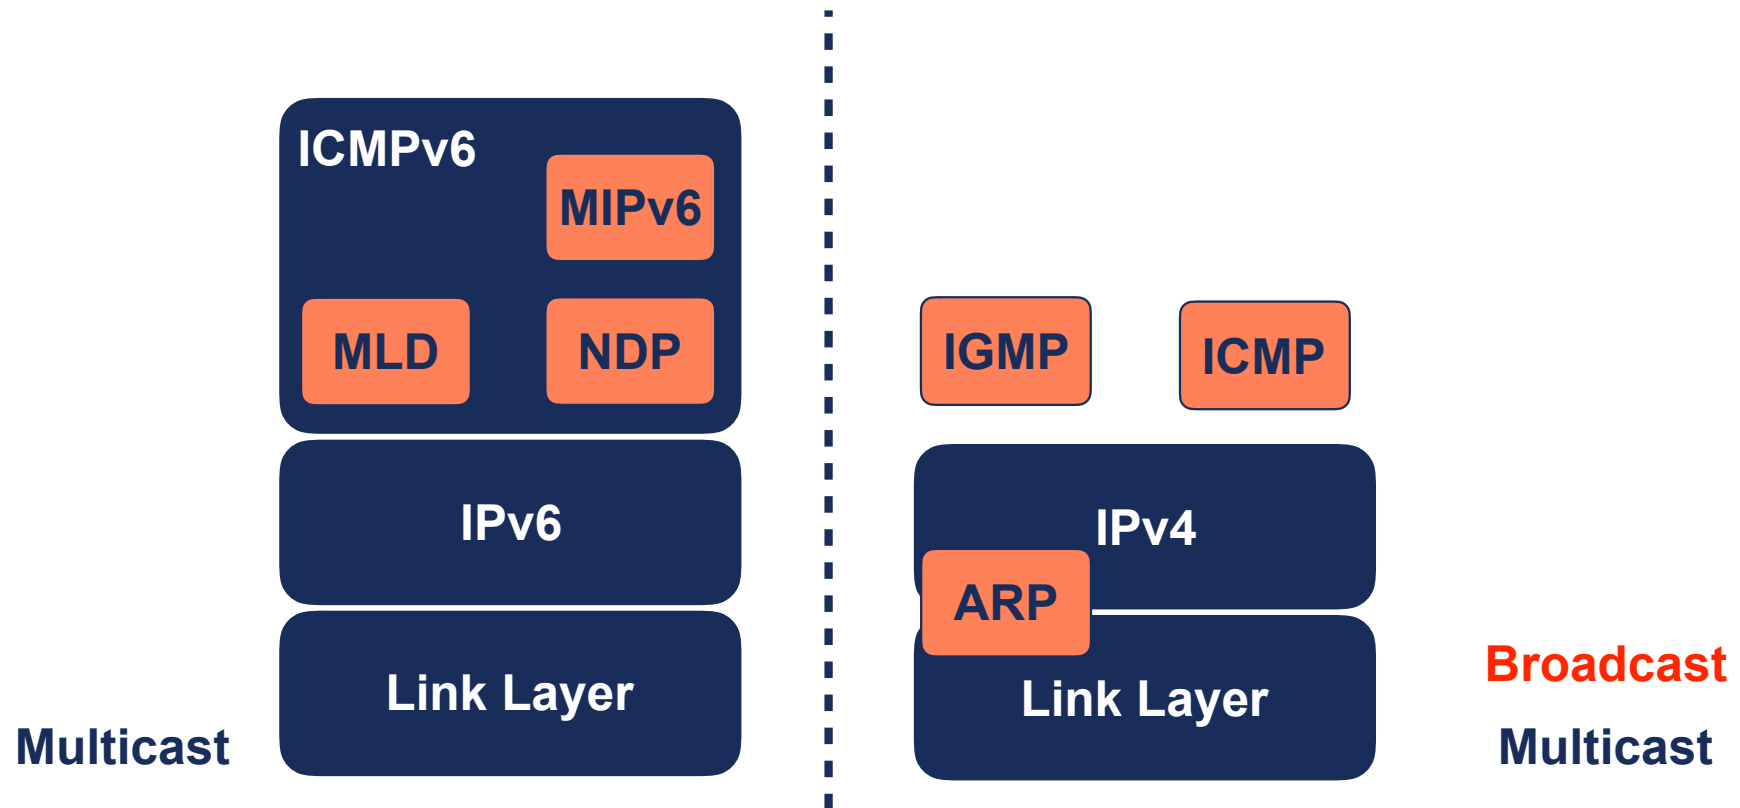 ICMPv6
MIPv6
MLD
NDP
IPv6
Link Layer
Multicast
IGMP
ICMP
IPv4
ARP
Link Layer
Broadcast
Multicast